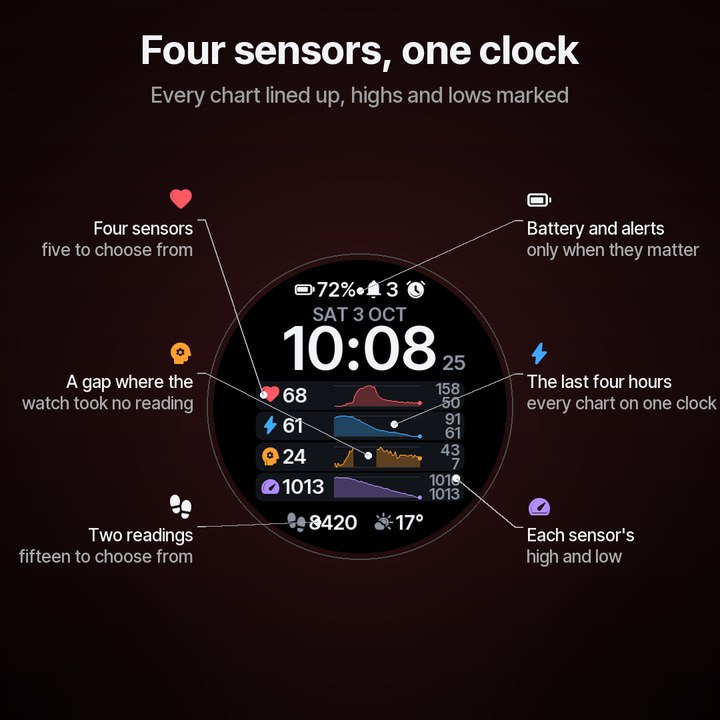 Four sensors, one clock
Every chart lined up, highs and lows marked
Four sensors
five to choose from
Battery and alerts
only when they matter
72% 3
SAT 3 OCT
10:08 25
A gap where the
watch took no reading
The last four hours
every chart on one clock
68 158
50
61 91
61
24 43
7
1013
1013
Two readings
fifteen to choose from
Each sensor's
high and low
8420 17°